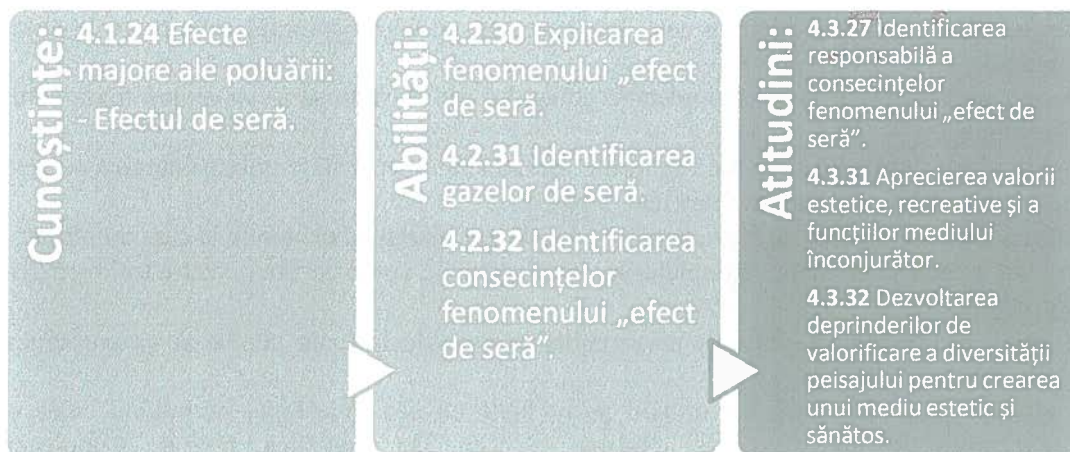 Cunoștințe:
4.1.24 Efecte
majore ale poluării:
- Efectul de seră.
Abilități:
4.2.30 Explicarea
fenomenului „efect
de seră.
4.2.31 Identificarea
gazelor de seră.
4.2.32 Identificarea
consecințelor
fenomenului „efect
de seră”.
Atitudini:
4.3.27 Identificarea
responsabilă a
consecințelor
fenomenului „efect de
seră”.
4.3.31 Aprecierea valorii
estetice, recreative și a
funcțiilor mediului
înconjurător.
4.3.32 Dezvoltarea
deprinderilor de
valorificare a diversității
peisajului pentru crearea
unui mediu estetic și
sănătos.